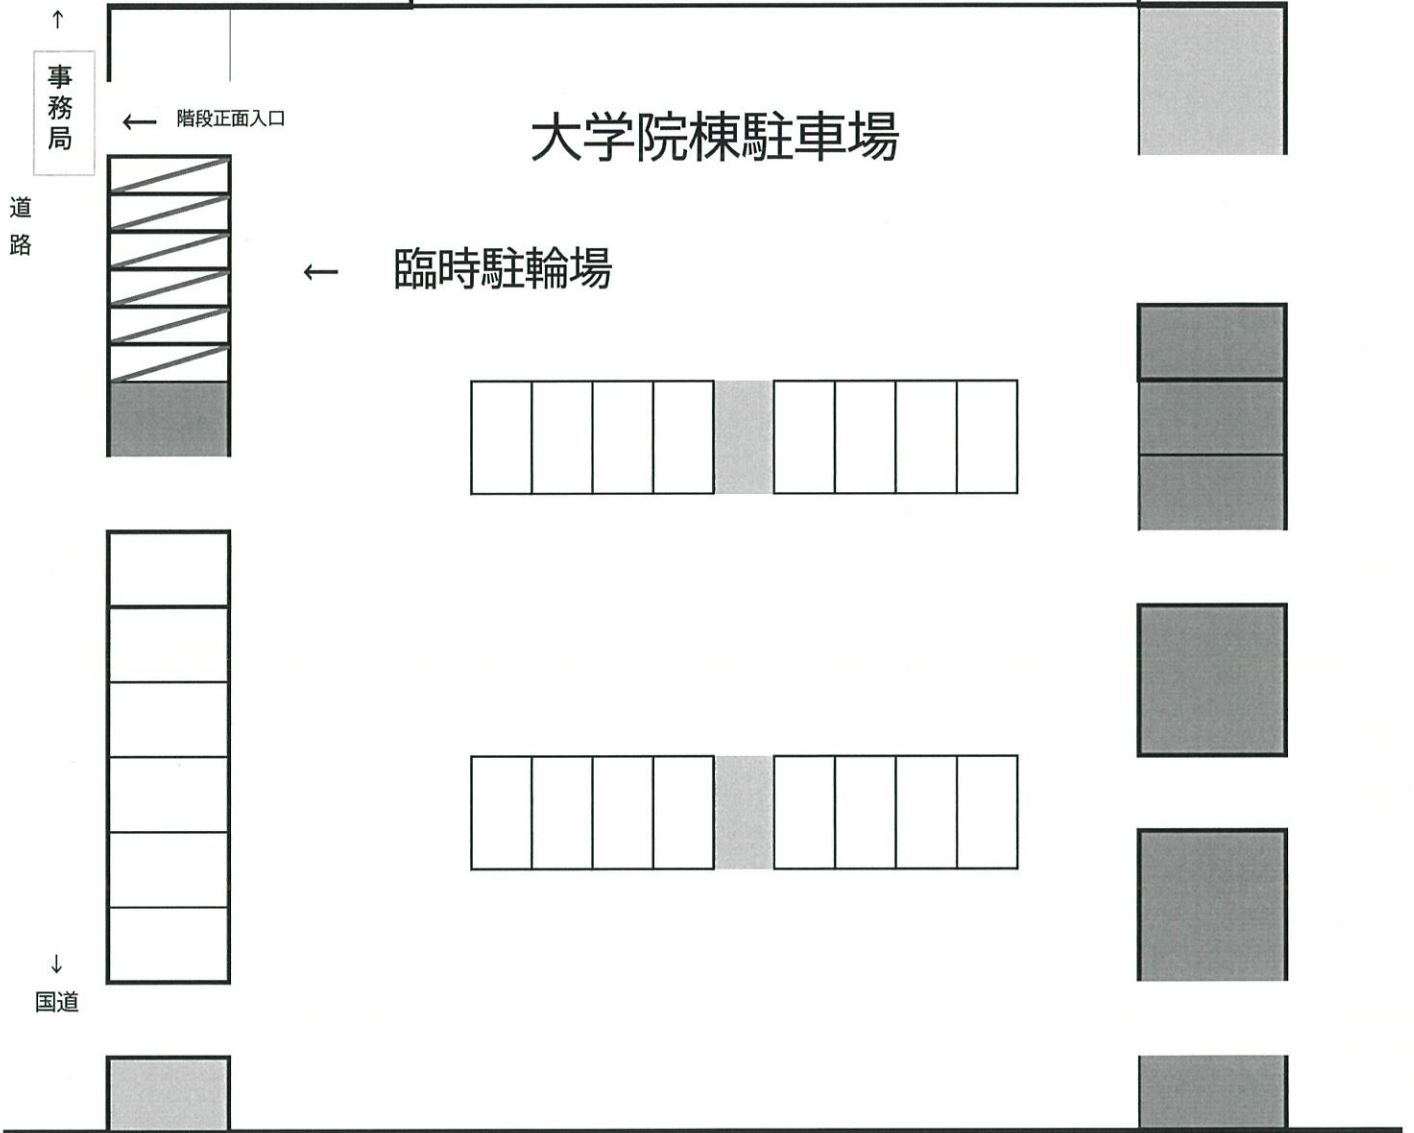 ↑
事務局
← 階段正面入口
大学院棟駐車場
道路
← 臨時駐輪場
↓
国道